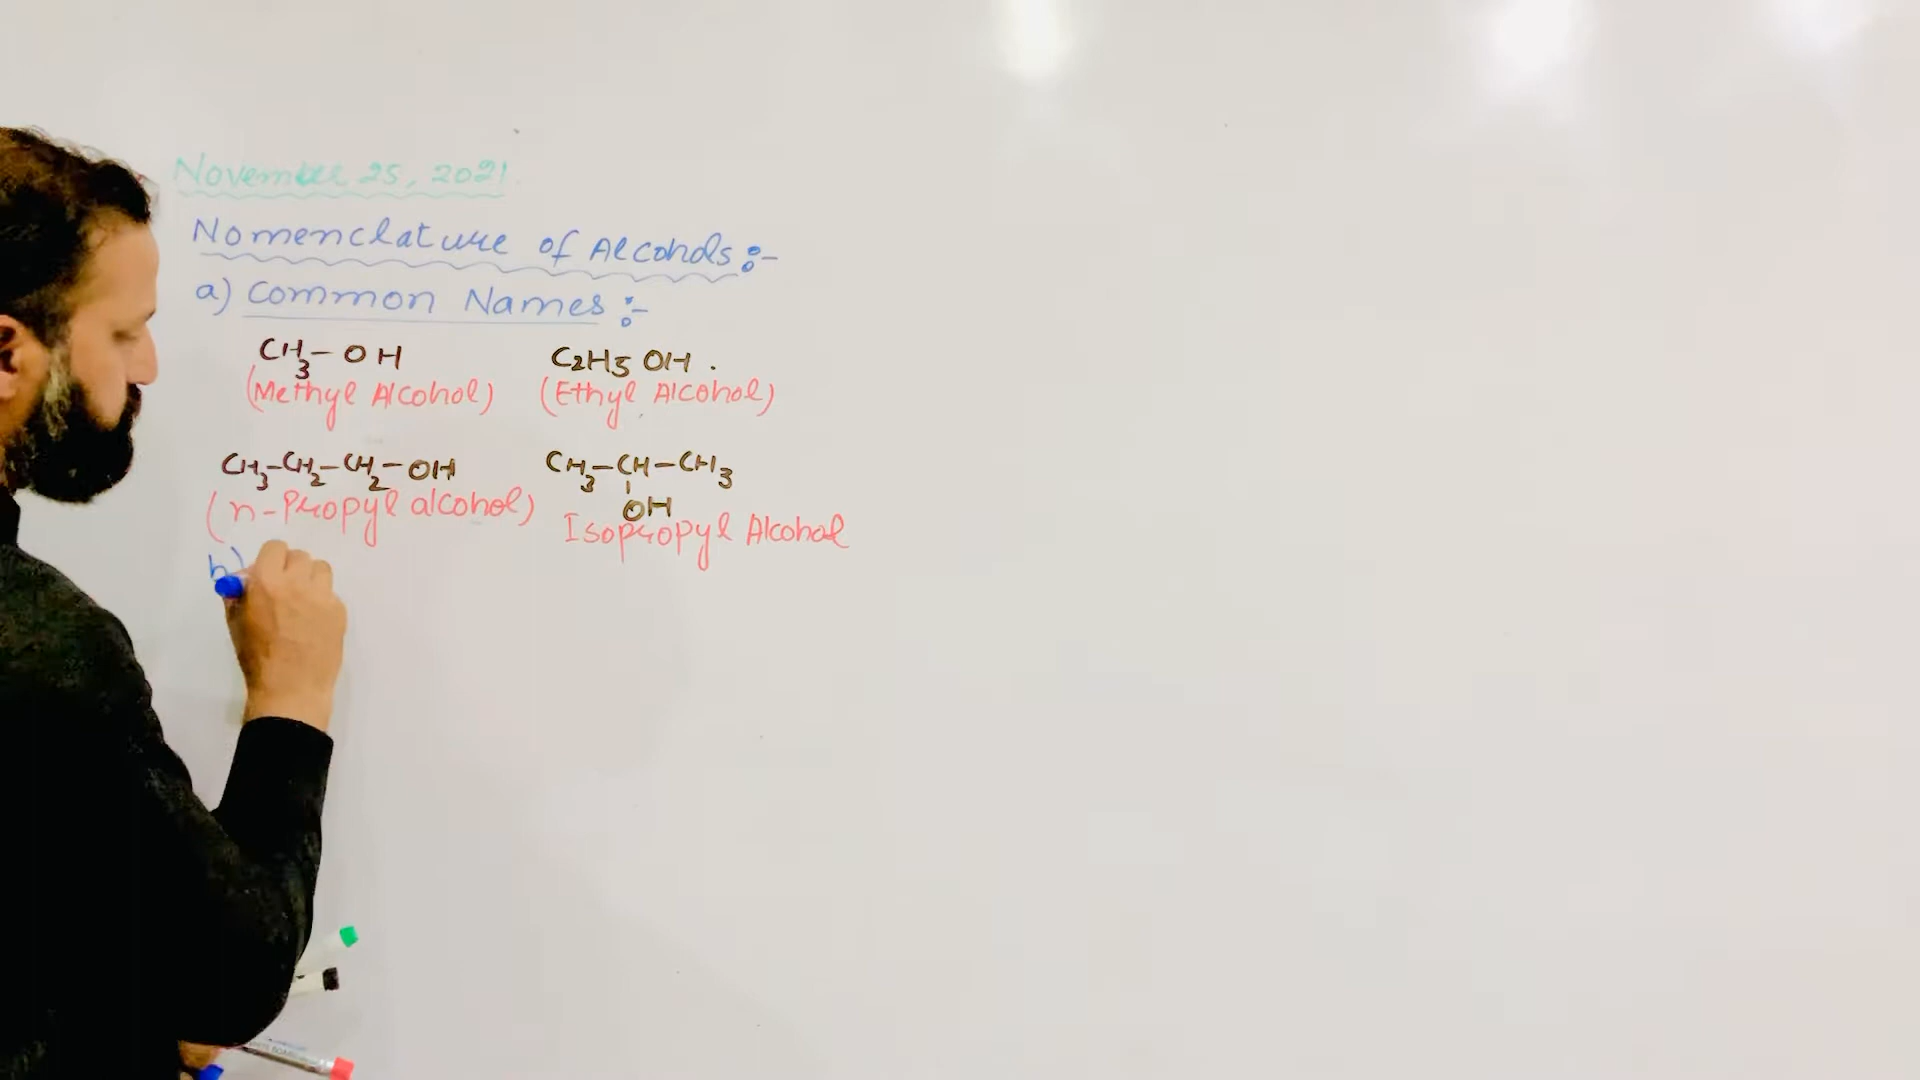 November 25, 2021.
Nomenclature of Alcohols :-
a) Common Names :-
CH3-OH C2H5 OH .
(Methyl Alcohol) (Ethyl Alcohol)
CH3-CH2-CH2-OH CH3-CH-CH3
OH
(n-Propyl alcohol) Isopropyl Alcohol
b)